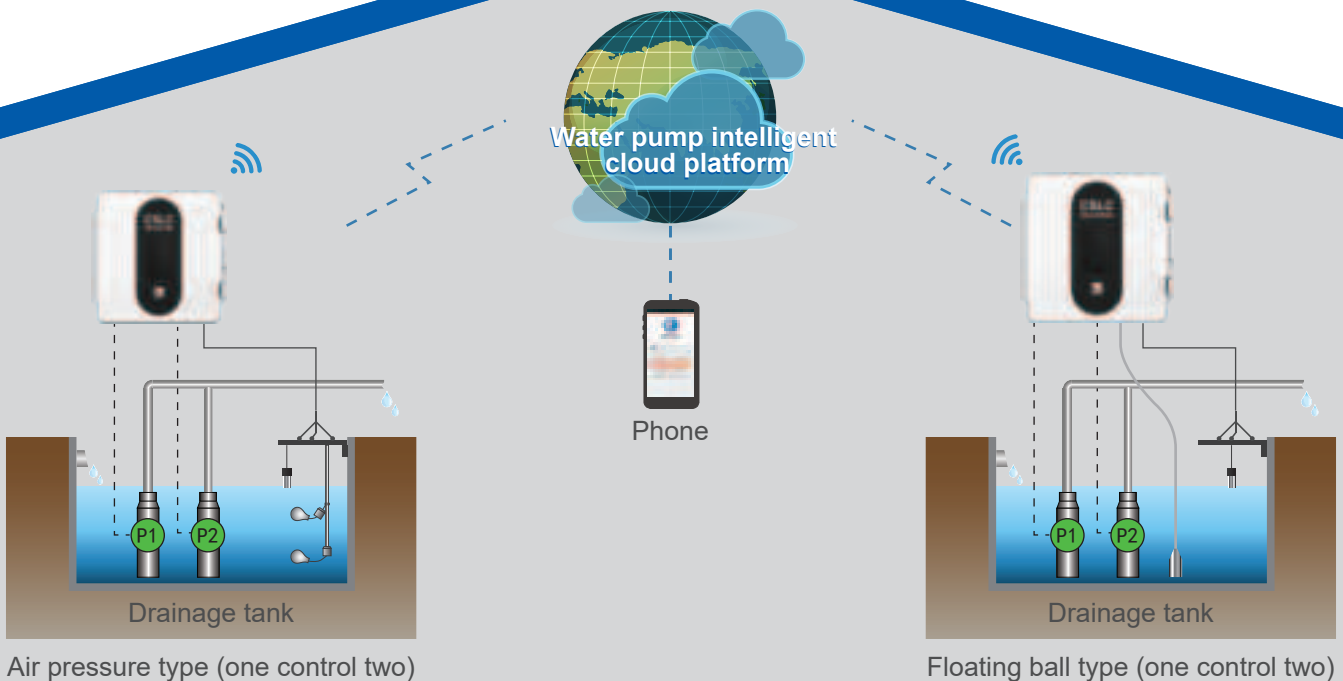 Water pump intelligent
cloud platform
Phone
P1
P2
P1
P2
Drainage tank
Drainage tank
Air pressure type (one control two)
Floating ball type (one control two)